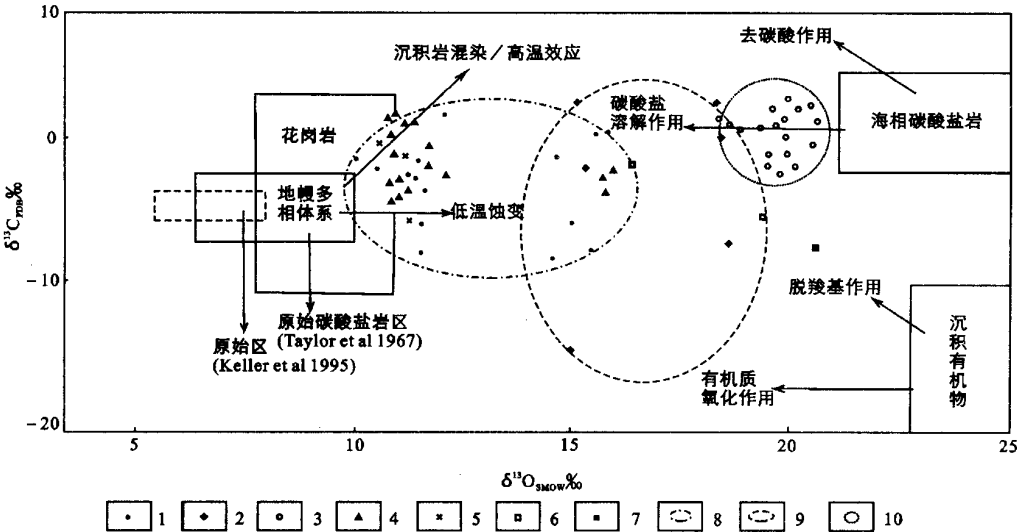 10
0
-10
-20
δ¹³C PDB‰
沉积岩混染/高温效应
去碳酸作用
花岗岩
碳酸盐
溶解作用
海相碳酸盐岩
地幔多
相体系
低温蚀变
脱羧基作用
原始碳酸盐岩区
(Taylor et al 1967)
原始区
(Keller et al 1995)
有机质
氧化作用
沉积有机物
5
10
15
20
25
δ¹³O SMOW‰
1
2
3
4
5
6
7
8
9
10